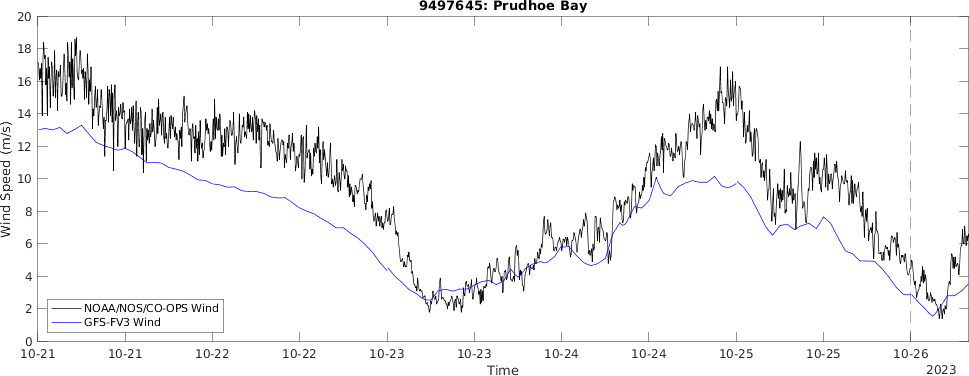 9497645: Prudhoe Bay
20
18
16
14
12
10
8
6
4
2
0
Wind Speed (m/s)
NOAA/NOS/CO-OPS Wind
GFS-FV3 Wind
10-21 10-21 10-22 10-22 10-23 10-23 10-24 10-24 10-25 10-25 10-26
Time
2023